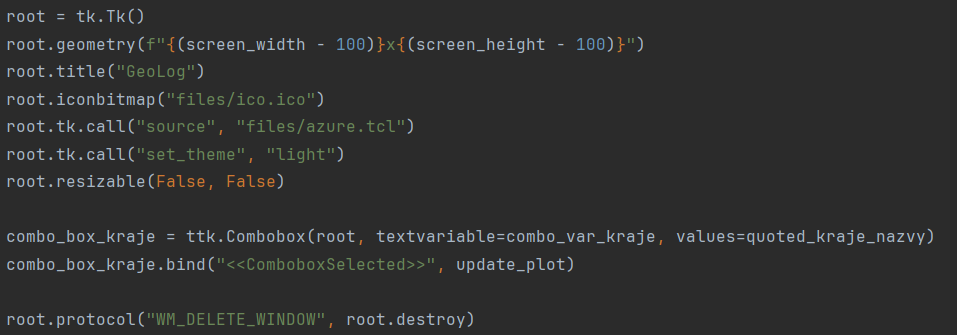 root = tk.Tk()
root.geometry(f"{(screen_width - 100)}x{(screen_height - 100)}")
root.title("GeoLog")
root.iconbitmap("files/ico.ico")
root.tk.call("source", "files/azure.tcl")
root.tk.call("set_theme", "light")
root.resizable(False, False)
combo_box_kraje = ttk.Combobox(root, textvariable=combo_var_kraje, values=quoted_kraje_nazvy)
combo_box_kraje.bind("<<ComboboxSelected>>", update_plot)
root.protocol("WM_DELETE_WINDOW", root.destroy)